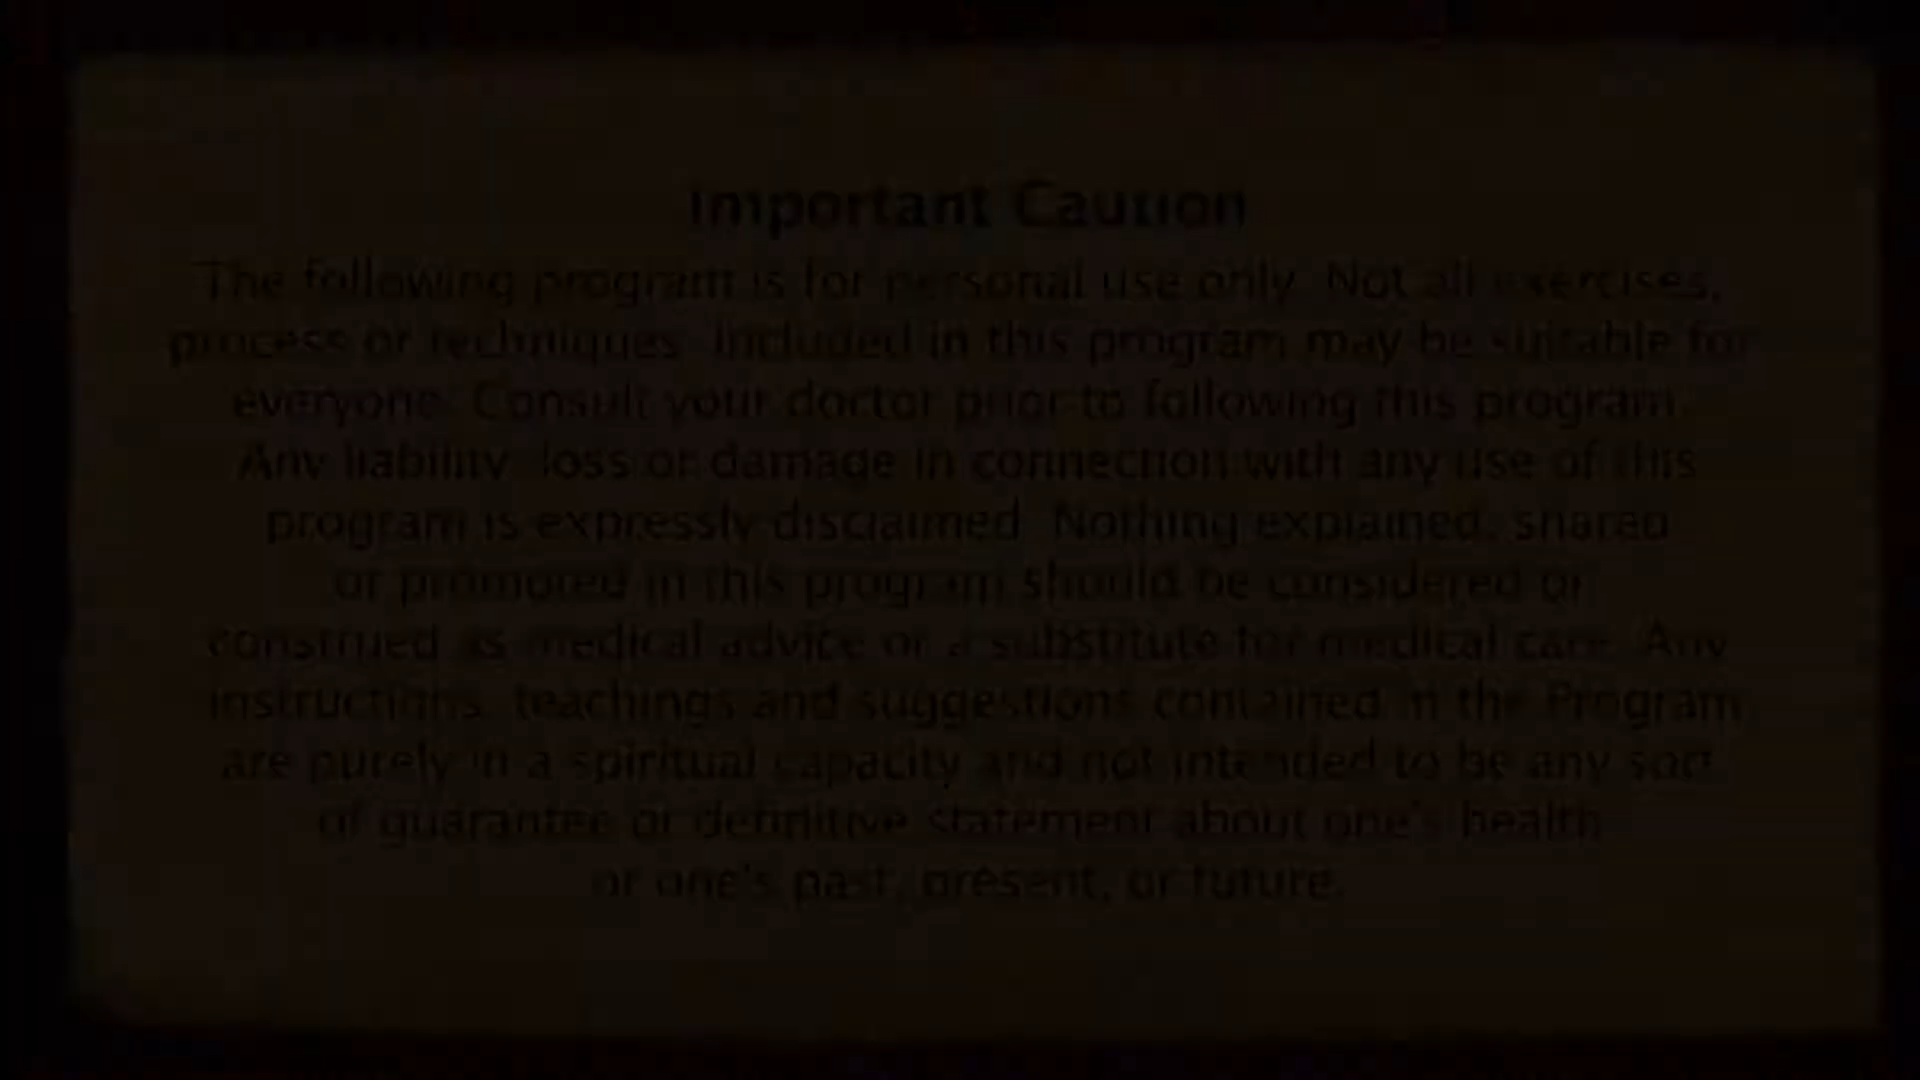 Important Caution
The following program is for personal use only. Not all exercises,
process or techniques included in this program may be suitable for
everyone. Consult your doctor prior to following this program.
Any liability, loss or damage in connection with any use of this
program is expressly disclaimed. Nothing explained, shared
or promoted in this program should be considered or
construed as medical advice or a substitute for medical care. Any
instructions, teachings and suggestions contained in the Program
are purely in a spiritual capacity and not intended to be any sort
of guarantee or definitive statement about one's health
or one's past, present, or future.